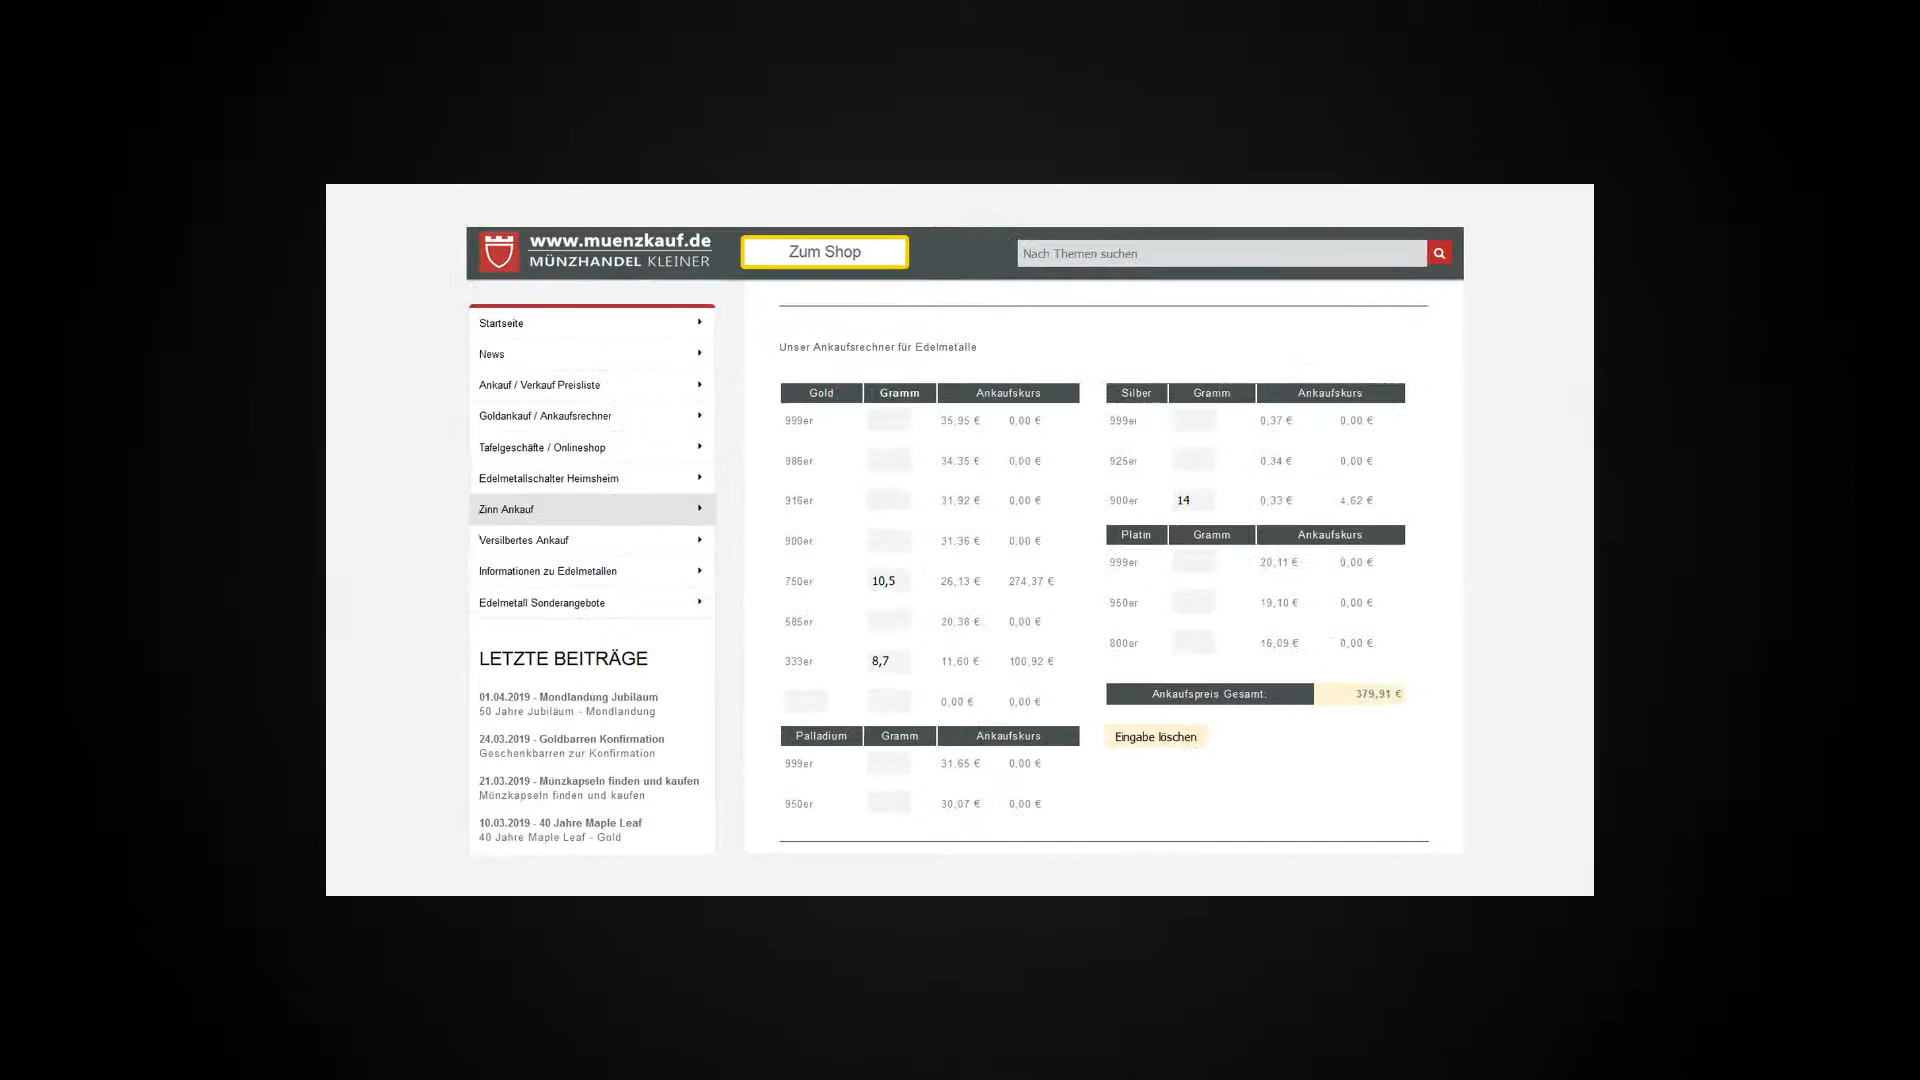 www.muenzkauf.de
MÜNZHANDEL KLEINER
Zum Shop
Nach Themen suchen
Startseite
News
Ankauf / Verkauf Preisliste
Goldankauf / Ankaufsrechner
Tafelgeschäfte / Onlineshop
Edelmetallschalter Heimsheim
Zinn Ankauf
Versilbertes Ankauf
Informationen zu Edelmetallen
Edelmetall Sonderangebote
LETZTE BEITRÄGE
01.04.2019 - Mondlandung Jubiläum
50 Jahre Jubiläum - Mondlandung
24.03.2019 - Goldbarren Konfirmation
Geschenkbarren zur Konfirmation
21.03.2019 - Münzkapseln finden und kaufen
Münzkapseln finden und kaufen
10.03.2019 - 40 Jahre Maple Leaf
40 Jahre Maple Leaf - Gold
Unser Ankaufsrechner für Edelmetalle
Gold Gramm Ankaufskurs
999er 35,95 € 0,00 €
986er 34,35 € 0,00 €
916er 31,92 € 0,00 €
900er 31,36 € 0,00 €
750er 10,5 26,13 € 274,37 €
585er 20,38 € 0,00 €
333er 8,7 11,60 € 100,92 €
0,00 € 0,00 €
Palladium Gramm Ankaufskurs
999er 31,65 € 0,00 €
950er 30,07 € 0,00 €
Silber Gramm Ankaufskurs
999er 0,37 € 0,00 €
925er 0,34 € 0,00 €
900er 14 0,33 € 4,62 €
Platin Gramm Ankaufskurs
999er 20,11 € 0,00 €
950er 19,10 € 0,00 €
800er 16,09 € 0,00 €
Ankaufspreis Gesamt: 379,91 €
Eingabe löschen